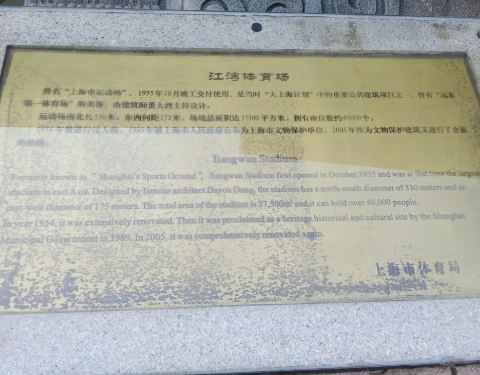 江湾体育场
曾名“上海市运动场”，1935年10月竣工交付使用，是当时“大上海计划”中的重要公共建筑项目之一，曾有“远东
第一体育场”的美誉，由建筑师董大酉主持设计。
运动场南北长330米，东西间距175米，场地总面积达37500平方米，拥有座位数约40000个。
1954年曾进行过大修，1989年被上海市人民政府公布为上海市文物保护单位，2005年作为文物保护建筑又进行了全面
Jiangwan Stadium
Formerly known as “Shanghai's Sports Ground”, Jiangwan Stadium first opened in October,1935 and was at that time the largest
stadium in east Asia. Designed by famous architect Dayou Dong, the stadium has a north-south diameter of 330 meters and an
east-west diameter of 175 meters. The total area of the stadium is 37,500m² and it can hold over 40,000 people.
In year 1954, it was extensively renovated. Then it was proclaimed as a heritage historical and cultural site by the Shanghai
Municipal Government in 1989. In 2005, it was comprehensively renovated again.
上海市体育局